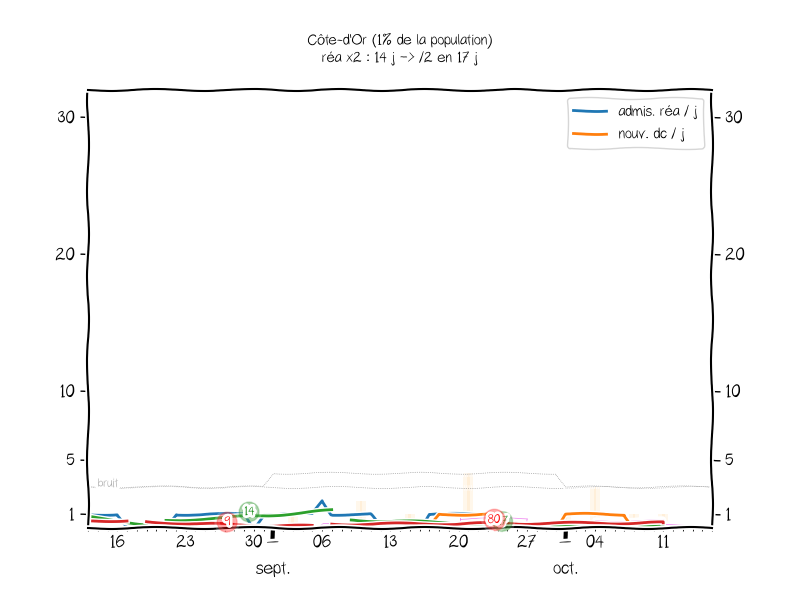 Côte-d'Or (1% de la population)
réa x2 : 14 j -> /2 en 17 j
admis. réa / j
nouv. dc / j
30 30
20 20
10 10
5 5
bruit
1 1
14
9
80
16 23 30 06 13 20 27 04 11
sept. oct.